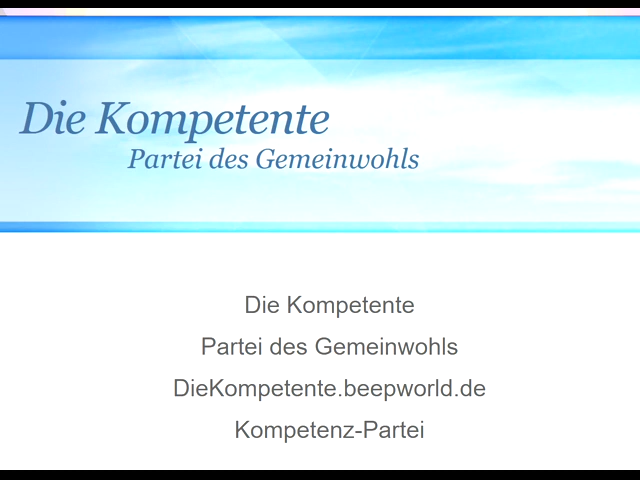 Die Kompetente
Partei des Gemeinwohls
Die Kompetente
Partei des Gemeinwohls
DieKompetente.beepworld.de
Kompetenz-Partei